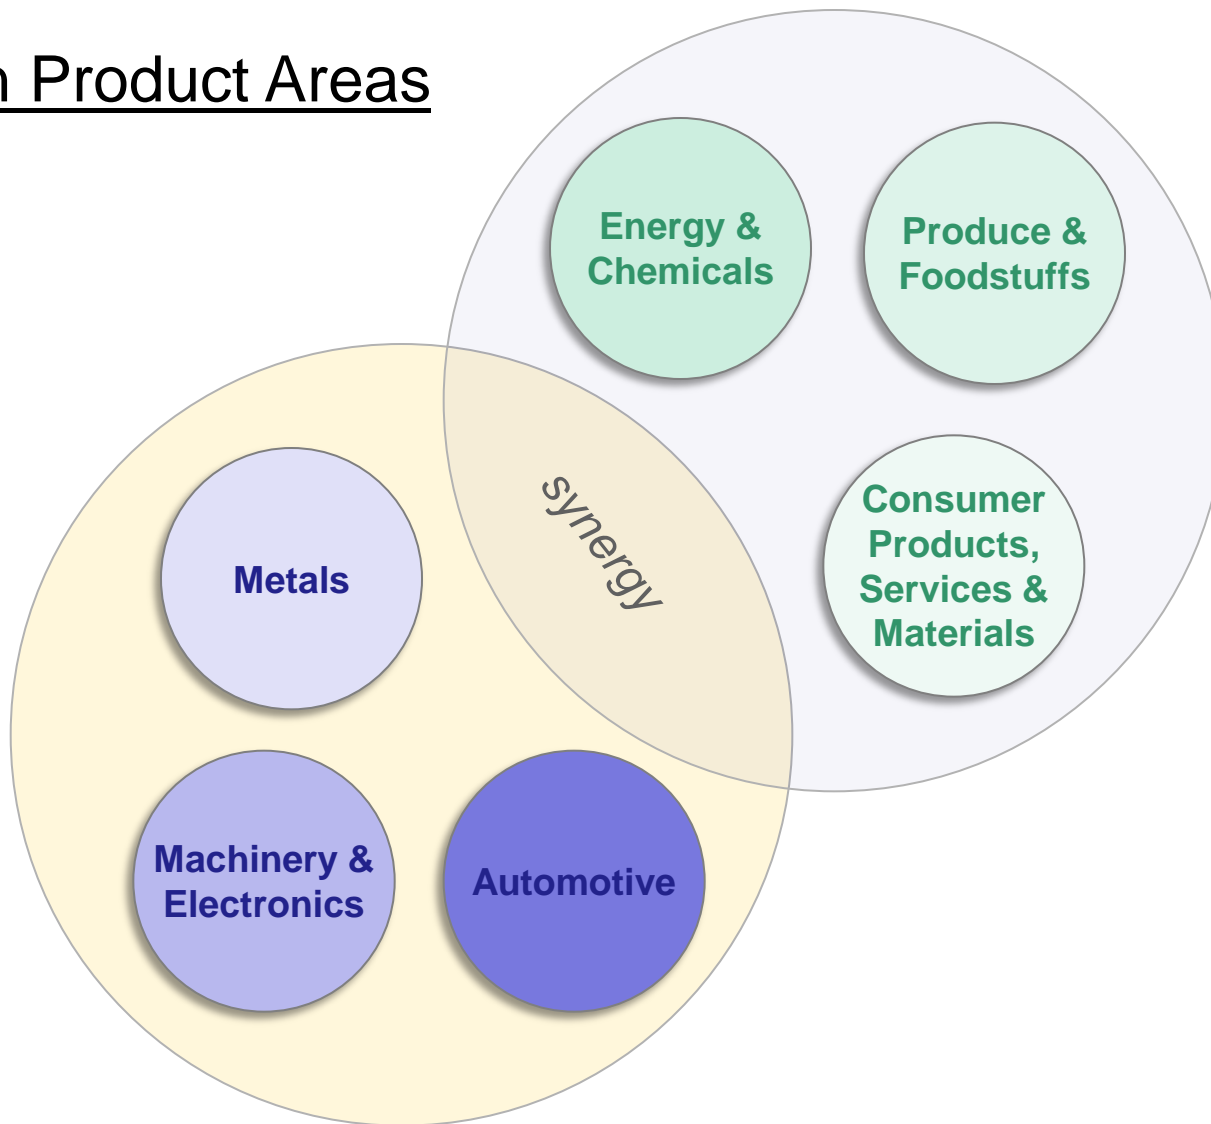 Product Areas
Energy &
Chemicals
Produce &
Foodstuffs
synergy
Consumer
Products,
Services &
Materials
Metals
Machinery &
Electronics
Automotive